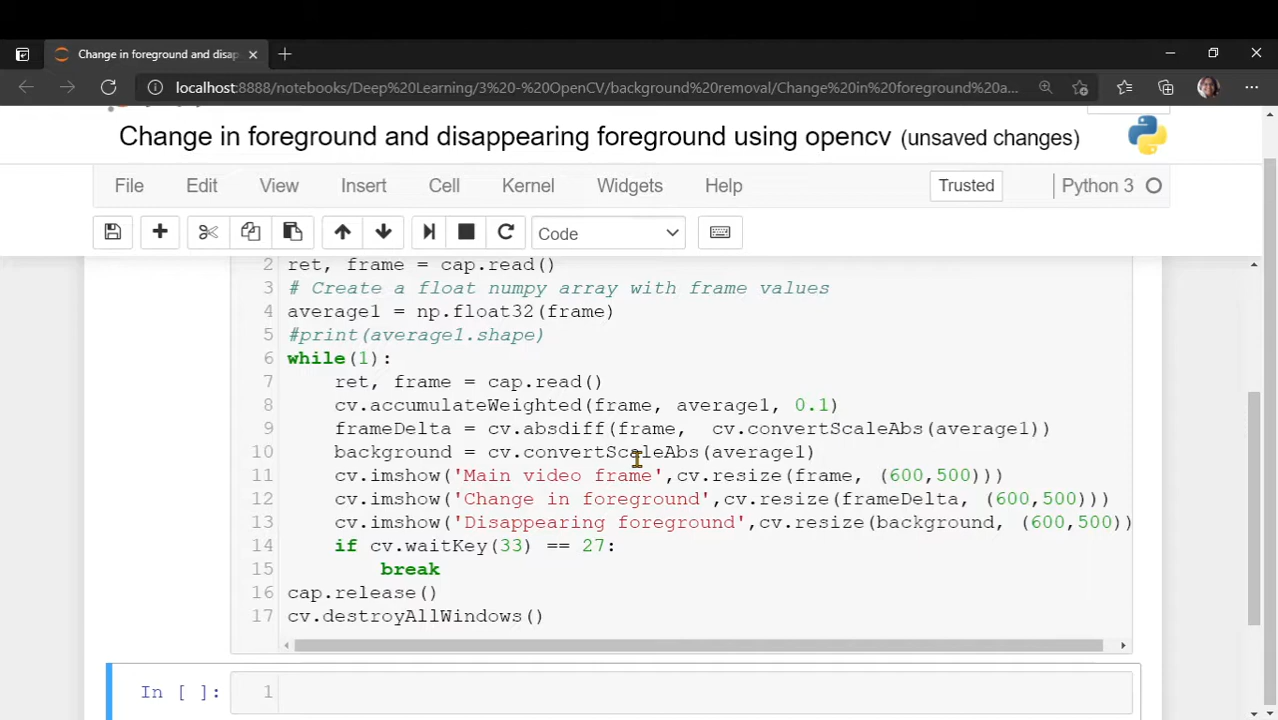 Change in foreground and disap
localhost:8888/notebooks/Deep%20Learning/3%20-%20OpenCV/background%20removal/Change%20in%20foreground%20a...
Change in foreground and disappearing foreground using opencv (unsaved changes)
File Edit View Insert Cell Kernel Widgets Help Trusted Python 3
Code
2 ret, frame = cap.read()
3 # Create a float numpy array with frame values
4 average1 = np.float32(frame)
5 #print(average1.shape)
6 while(1):
7 ret, frame = cap.read()
8 cv.accumulateWeighted(frame, average1, 0.1)
9 frameDelta = cv.absdiff(frame,  cv.convertScaleAbs(average1))
10 background = cv.convertScaleAbs(average1)
11 cv.imshow('Main video frame',cv.resize(frame, (600,500)))
12 cv.imshow('Change in foreground',cv.resize(frameDelta, (600,500)))
13 cv.imshow('Disappearing foreground',cv.resize(background, (600,500))
14 if cv.waitKey(33) == 27:
15 break
16 cap.release()
17 cv.destroyAllWindows()
In [ ]: 1